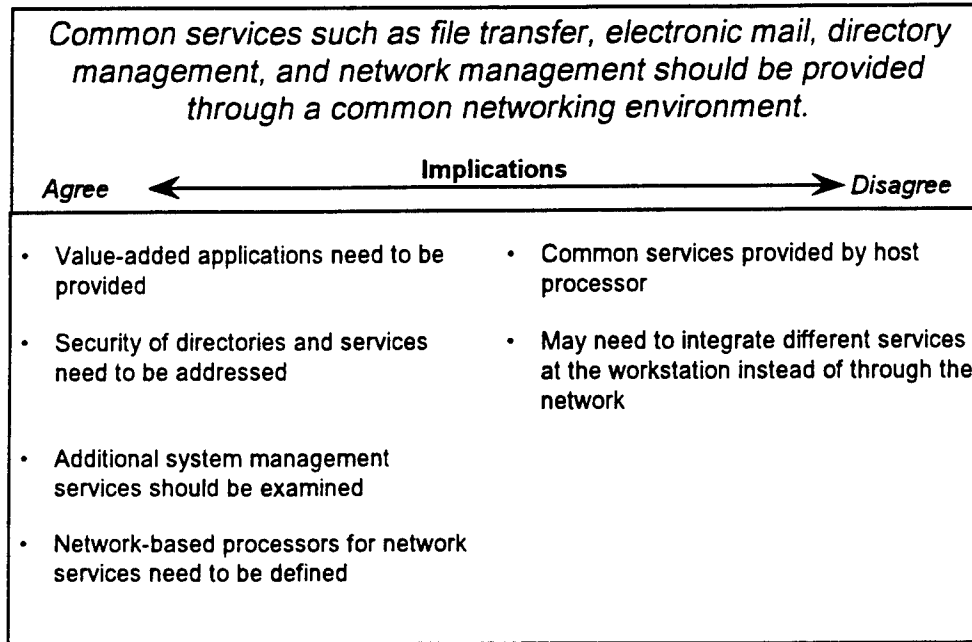 Common services such as file transfer, electronic mail, directory
management, and network management should be provided
through a common networking environment.
Implications
Agree
Disagree
• Value-added applications need to be
provided
• Security of directories and services
need to be addressed
• Additional system management
services should be examined
• Network-based processors for network
services need to be defined
• Common services provided by host
processor
• May need to integrate different services
at the workstation instead of through the
network